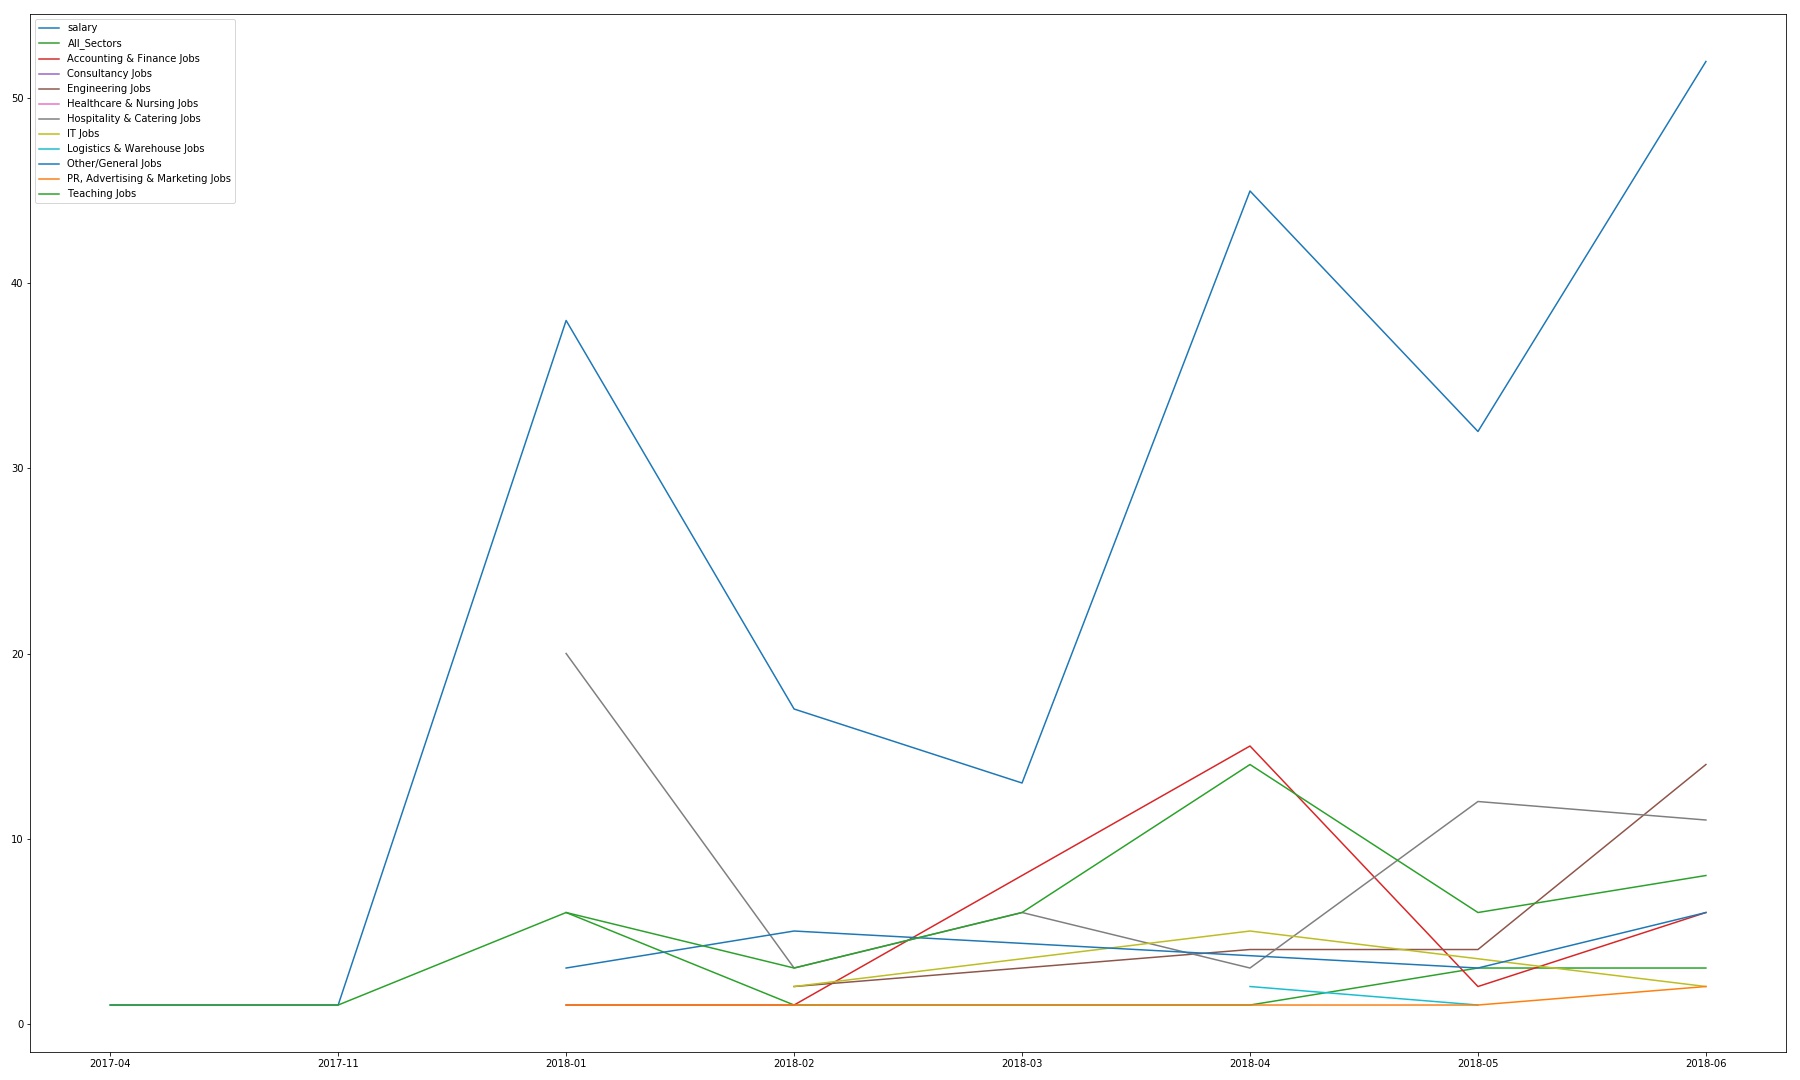 salary
All_Sectors
Accounting & Finance Jobs
Consultancy Jobs
Engineering Jobs
Healthcare & Nursing Jobs
Hospitality & Catering Jobs
IT Jobs
Logistics & Warehouse Jobs
Other/General Jobs
PR, Advertising & Marketing Jobs
Teaching Jobs
50
40
30
20
10
0
2017-04 2017-11 2018-01 2018-02 2018-03 2018-04 2018-05 2018-06